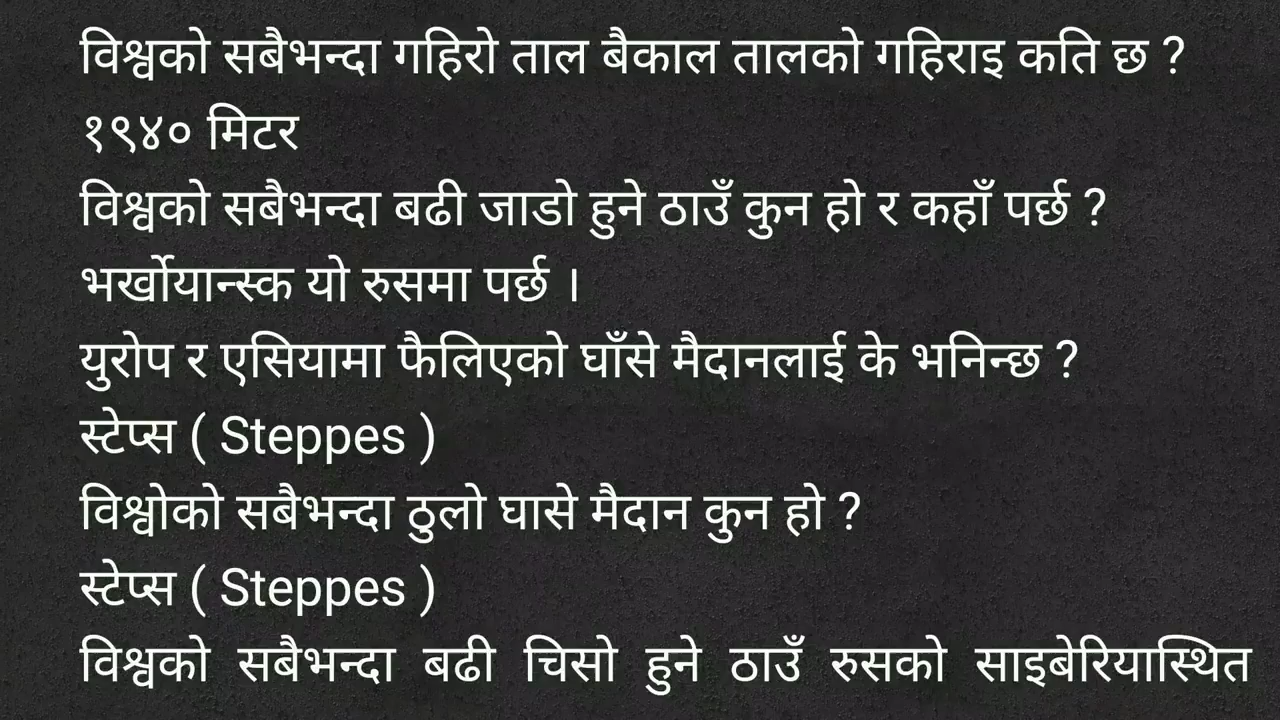 विश्वको सबैभन्दा गहिरो ताल बैकाल तालको गहिराइ कति छ ?
१९४० मिटर
विश्वको सबैभन्दा बढी जाडो हुने ठाउँ कुन हो र कहाँ पर्छ ?
भर्खोयान्स्क यो रुसमा पर्छ ।
युरोप र एसियामा फैलिएको घाँसे मैदानलाई के भनिन्छ ?
स्टेप्स ( Steppes )
विश्वोको सबैभन्दा ठुलो घासे मैदान कुन हो ?
स्टेप्स ( Steppes )
विश्वको सबैभन्दा बढी चिसो हुने ठाउँ रुसको साइबेरियास्थित